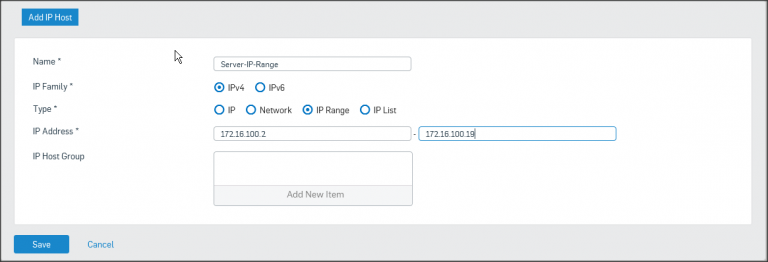 Add IP Host
Name *
Server-IP-Range
IP Family *
IPv4 IPv6
Type *
IP Network IP Range IP List
IP Address *
172.16.100.2 - 172.16.100.19
IP Host Group
Add New Item
Save Cancel